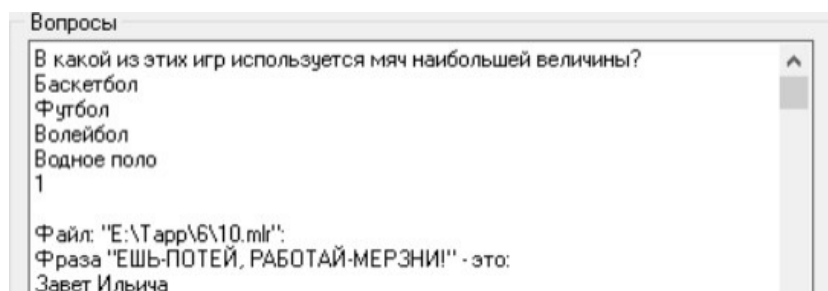 Вопросы
В какой из этих игр используется мяч наибольшей величины?
Баскетбол
Футбол
Волейбол
Водное поло
1
Файл: "E:\Tapp\6\10.mlr":
Фраза "ЕШЬ-ПОТЕЙ, РАБОТАЙ-МЕРЗНИ!" - это:
Завет Ильича